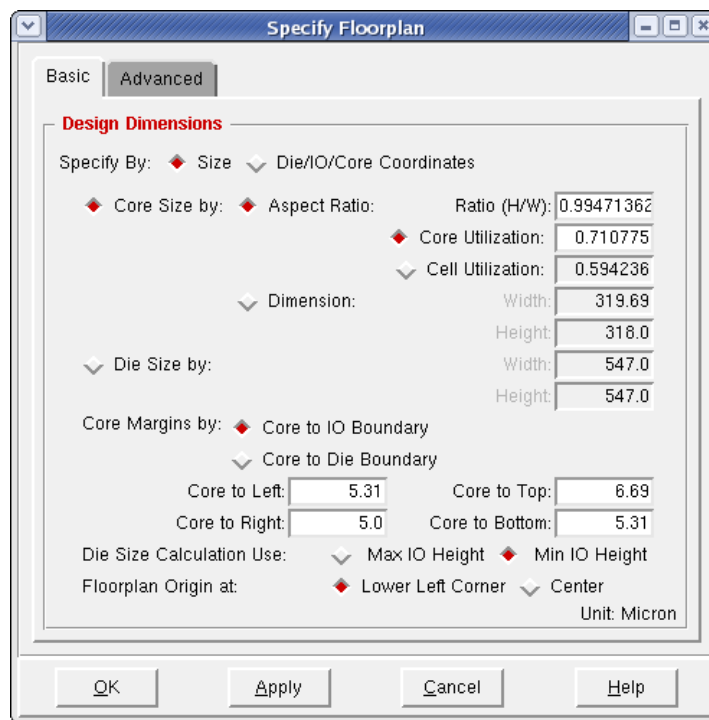 Specify Floorplan
Basic Advanced
Design Dimensions
Specify By: Size Die/IO/Core Coordinates
Core Size by: Aspect Ratio: Ratio (H/W): 0.99471362
Core Utilization: 0.710775
Cell Utilization: 0.594236
Dimension: Width: 319.69
Height: 318.0
Die Size by: Width: 547.0
Height: 547.0
Core Margins by: Core to IO Boundary
Core to Die Boundary
Core to Left: 5.31 Core to Top: 6.69
Core to Right: 5.0 Core to Bottom: 5.31
Die Size Calculation Use: Max IO Height Min IO Height
Floorplan Origin at: Lower Left Corner Center
Unit: Micron
OK Apply Cancel Help